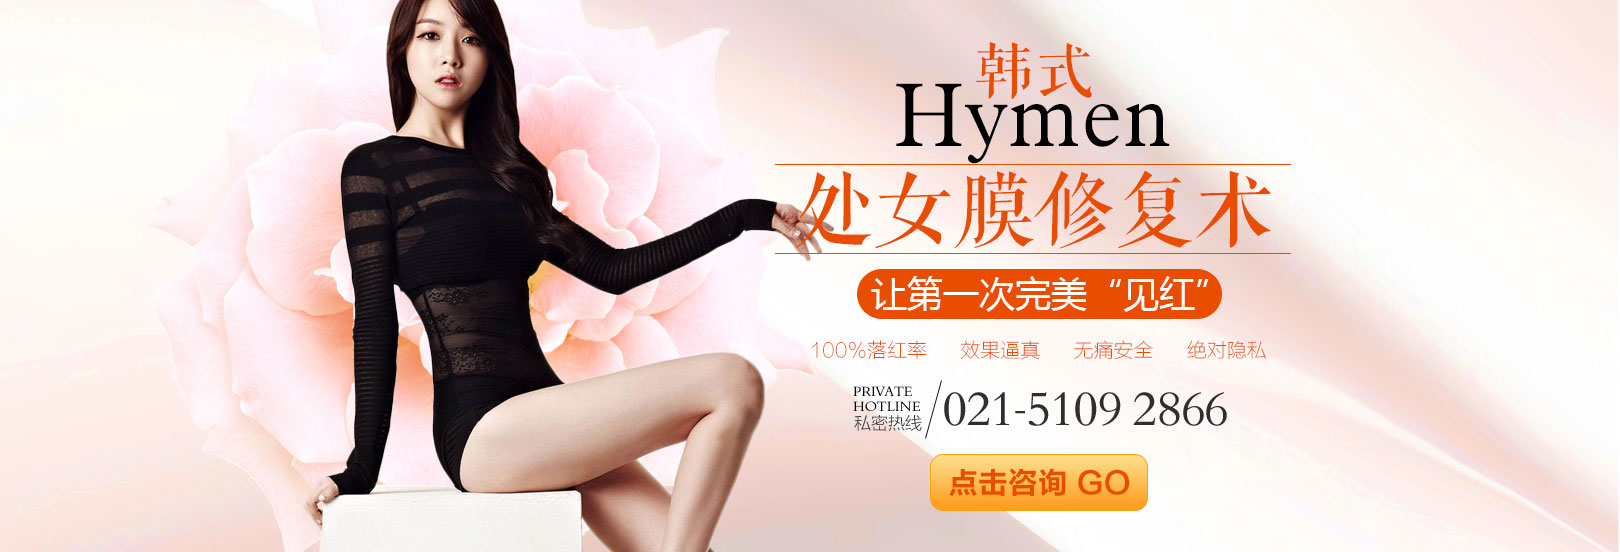 韩式
Hymen
处女膜修复术
让第一次完美“见红”
100%落红率 效果逼真 无痛安全 绝对隐私
PRIVATE
HOTLINE
私密热线
021-5109 2866
点击咨询 GO